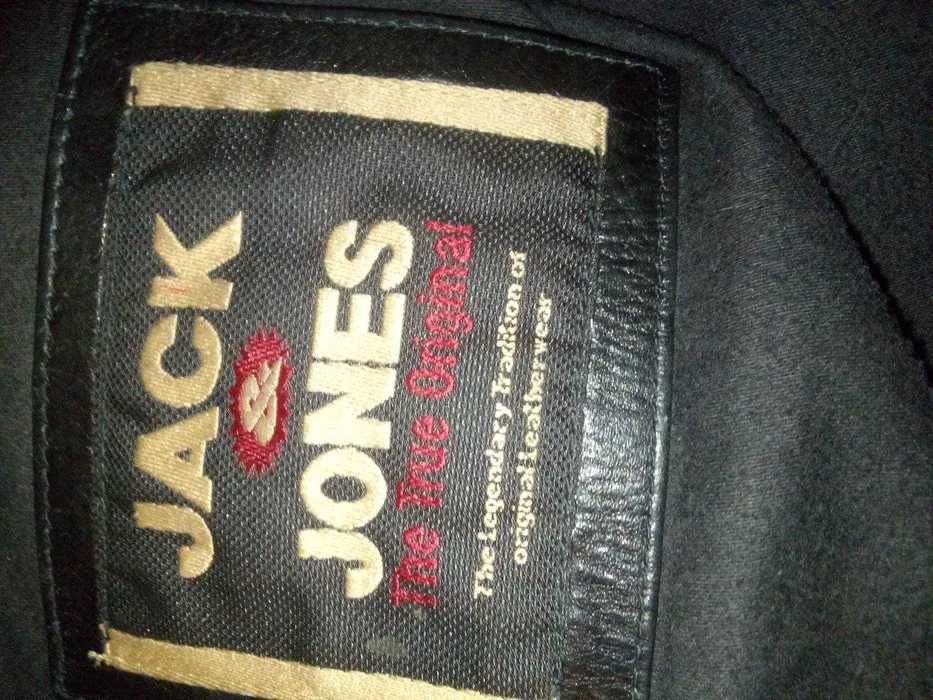 JACK
&
JONES
The True Original
The Legendary Tradition of
original Leatherwear